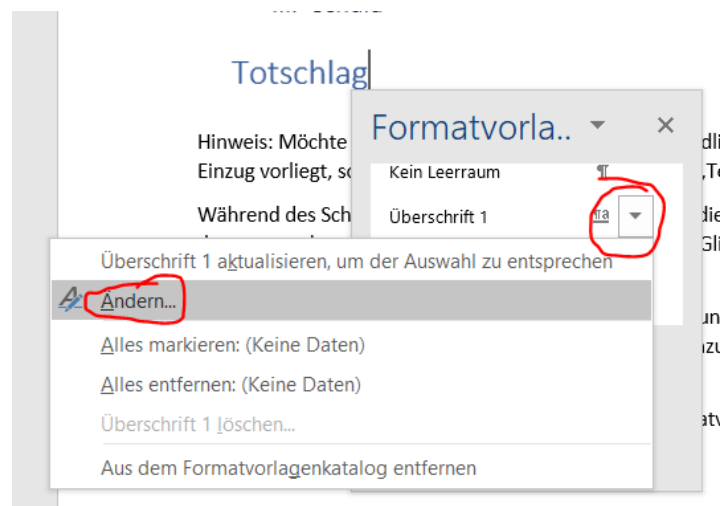 Totschlag
Hinweis: Möchte
Einzug vorliegt, so
Während des Sch
Formatvorla..
Kein Leerraum
Überschrift 1
Überschrift 1 aktualisieren, um der Auswahl zu entsprechen
Ändern...
Alles markieren: (Keine Daten)
Alles entfernen: (Keine Daten)
Überschrift 1 löschen...
Aus dem Formatvorlagenkatalog entfernen